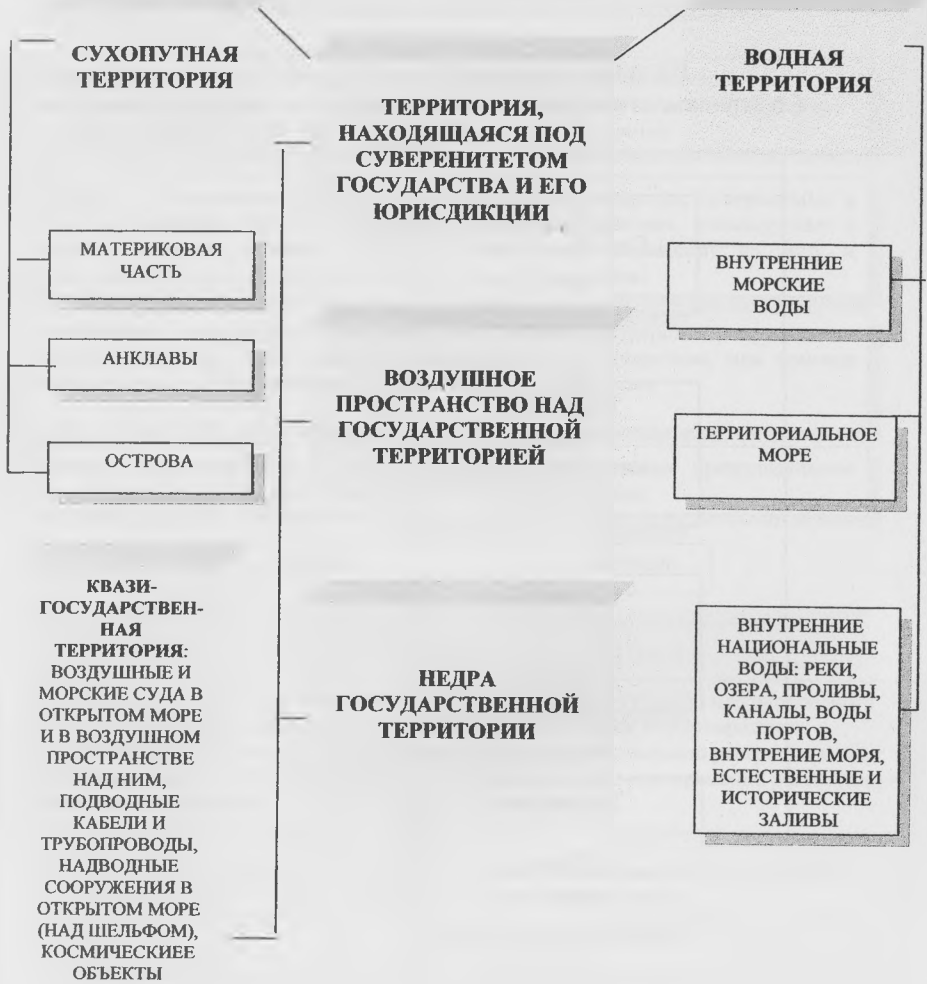 СУХОПУТНАЯ
ТЕРРИТОРИЯ
МАТЕРИКОВАЯ
ЧАСТЬ
АНКЛАВЫ
ОСТРОВА
КВАЗИ-
ГОСУДАРСТВЕН-
НАЯ
ТЕРРИТОРИЯ:
ВОЗДУШНЫЕ И
МОРСКИЕ СУДА В
ОТКРЫТОМ МОРЕ
И В ВОЗДУШНОМ
ПРОСТРАНСТВЕ
НАД НИМ,
ПОДВОДНЫЕ
КАБЕЛИ И
ТРУБОПРОВОДЫ,
НАДВОДНЫЕ
СООРУЖЕНИЯ В
ОТКРЫТОМ МОРЕ
(НАД ШЕЛЬФОМ),
КОСМИЧЕСКИЕЕ
ОБЪЕКТЫ
ТЕРРИТОРИЯ,
НАХОДЯЩАЯСЯ ПОД
СУВЕРЕНИТЕТОМ
ГОСУДАРСТВА И ЕГО
ЮРИСДИКЦИИ
ВОЗДУШНОЕ
ПРОСТРАНСТВО НАД
ГОСУДАРСТВЕННОЙ
ТЕРРИТОРИЕЙ
НЕДРА
ГОСУДАРСТВЕННОЙ
ТЕРРИТОРИИ
ВОДНАЯ
ТЕРРИТОРИЯ
ВНУТРЕННИЕ
МОРСКИЕ
ВОДЫ
ТЕРРИТОРИАЛЬНОЕ
МОРЕ
ВНУТРЕННИЕ
НАЦИОНАЛЬНЫЕ
ВОДЫ: РЕКИ,
ОЗЕРА, ПРОЛИВЫ,
КАНАЛЫ, ВОДЫ
ПОРТОВ,
ВНУТРЕНИЕ МОРЯ,
ЕСТЕСТВЕННЫЕ И
ИСТОРИЧЕСКИЕ
ЗАЛИВЫ